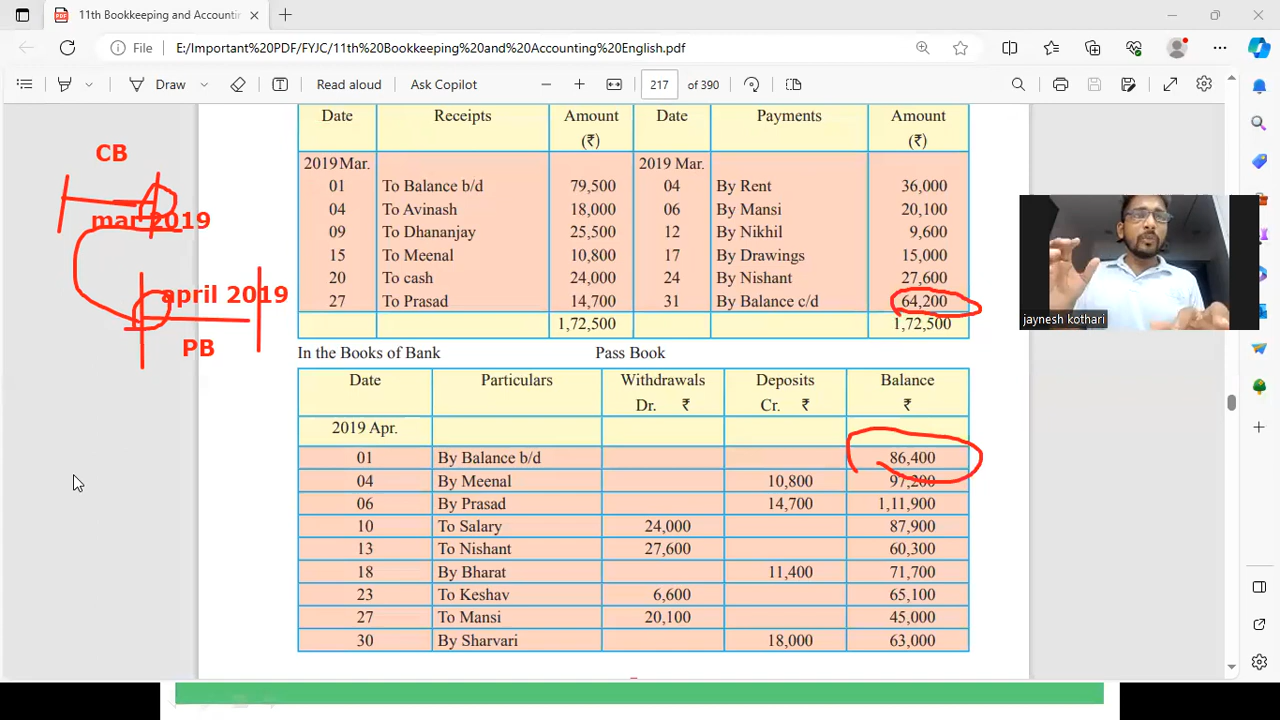 11th Bookkeeping and Accountin
File E:/Important%20PDF/FYJC/11th%20Bookkeeping%20and%20Accounting%20English.pdf
Draw Read aloud Ask Copilot 217 of 390
Date Receipts Amount (₹) Date Payments Amount (₹)
2019 Mar. 2019 Mar.
01 To Balance b/d 79,500 04 By Rent 36,000
04 To Avinash 18,000 06 By Mansi 20,100
09 To Dhananjay 25,500 12 By Nikhil 9,600
15 To Meenal 10,800 17 By Drawings 15,000
20 To cash 24,000 24 By Nishant 27,600
27 To Prasad 14,700 31 By Balance c/d 64,200
1,72,500 1,72,500
CB
mar 2019
april 2019
PB
jaynesh kothari
In the Books of Bank Pass Book
Date Particulars Withdrawals Dr. ₹ Deposits Cr. ₹ Balance ₹
2019 Apr.
01 By Balance b/d 86,400
04 By Meenal 10,800 97,200
06 By Prasad 14,700 1,11,900
10 To Salary 24,000 87,900
13 To Nishant 27,600 60,300
18 By Bharat 11,400 71,700
23 To Keshav 6,600 65,100
27 To Mansi 20,100 45,000
30 By Sharvari 18,000 63,000